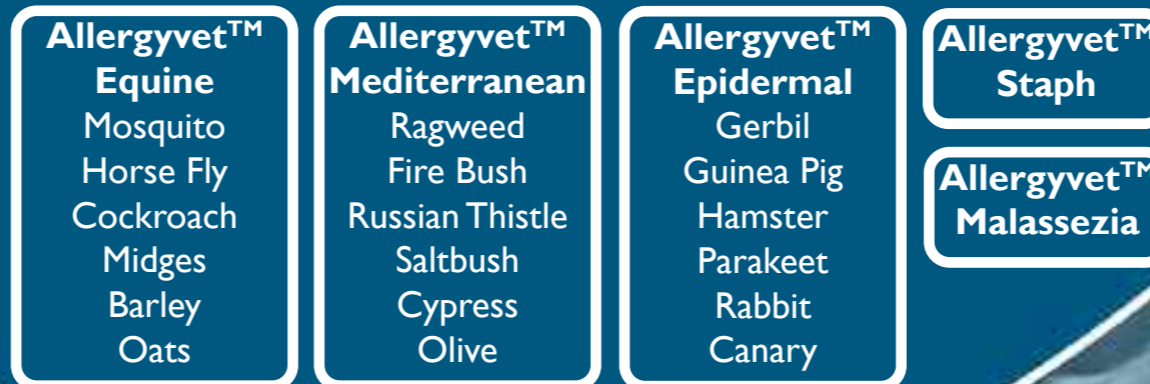 Allergyvet™
Equine
Mosquito
Horse Fly
Cockroach
Midges
Barley
Oats
Allergyvet™
Mediterranean
Ragweed
Fire Bush
Russian Thistle
Saltbush
Cypress
Olive
Allergyvet™
Epidermal
Gerbil
Guinea Pig
Hamster
Parakeet
Rabbit
Canary
Allergyvet™
Staph
Allergyvet™
Malassezia